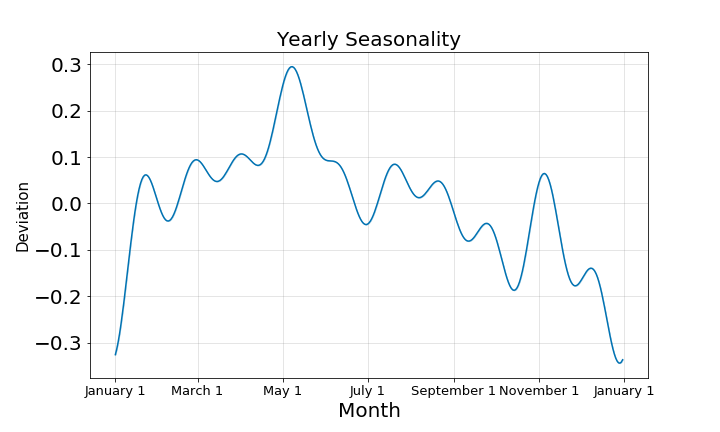 Yearly Seasonality
0.3
0.2
0.1
0.0
−0.1
−0.2
−0.3
Deviation
January 1 March 1 May 1 July 1 September 1 November 1 January 1
Month